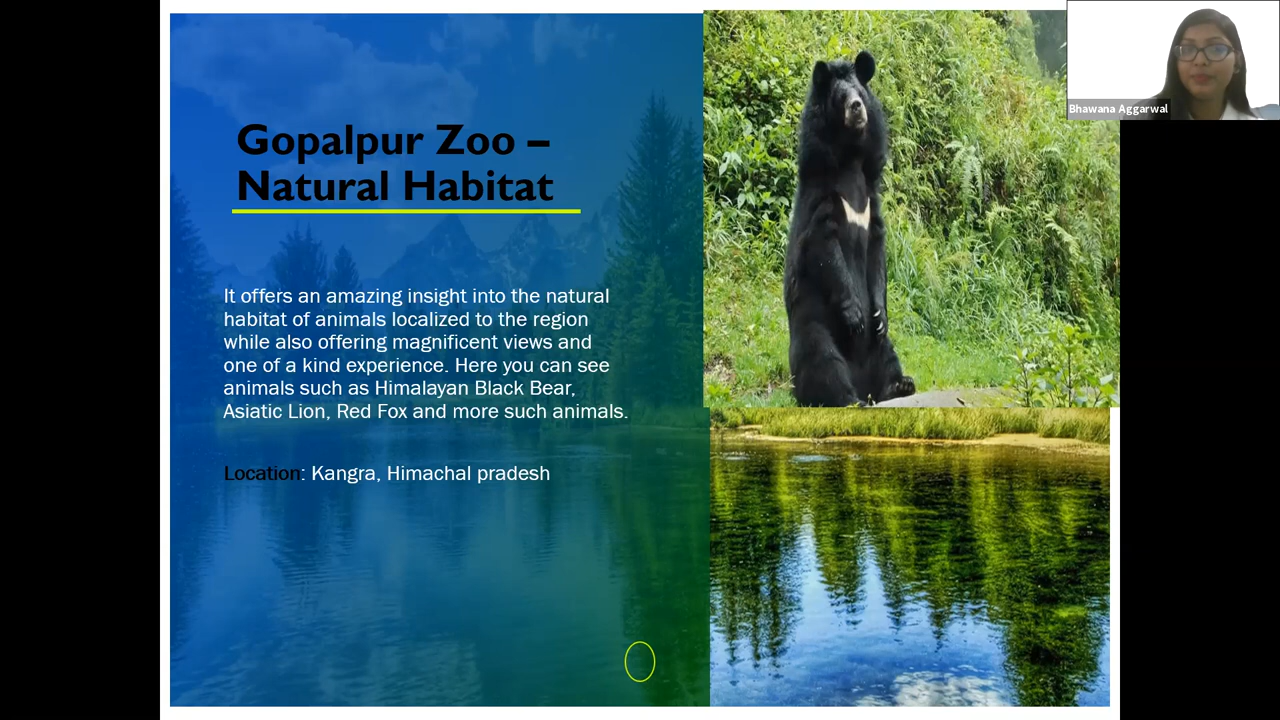 Gopalpur Zoo –
Natural Habitat
It offers an amazing insight into the natural
habitat of animals localized to the region
while also offering magnificent views and
one of a kind experience. Here you can see
animals such as Himalayan Black Bear,
Asiatic Lion, Red Fox and more such animals.
Location: Kangra, Himachal pradesh
Bhawana Aggarwal